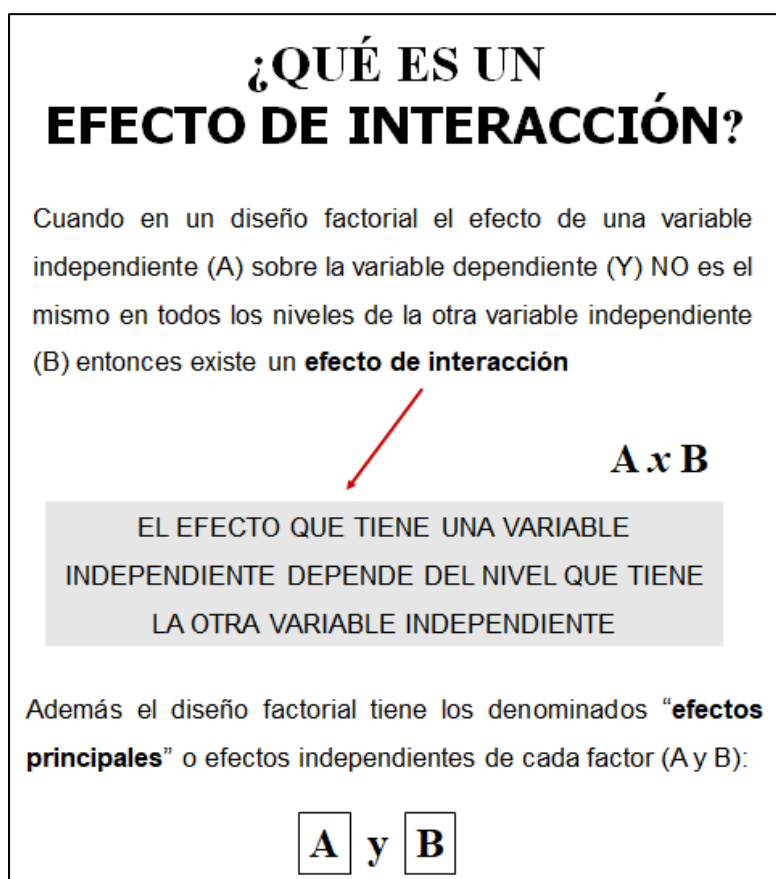 ¿QUÉ ES UN
EFECTO DE INTERACCIÓN?
Cuando en un diseño factorial el efecto de una variable
independiente (A) sobre la variable dependiente (Y) NO es el
mismo en todos los niveles de la otra variable independiente
(B) entonces existe un efecto de interacción
A x B
EL EFECTO QUE TIENE UNA VARIABLE
INDEPENDIENTE DEPENDE DEL NIVEL QUE TIENE
LA OTRA VARIABLE INDEPENDIENTE
Además el diseño factorial tiene los denominados “efectos
principales” o efectos independientes de cada factor (A y B):
A y B